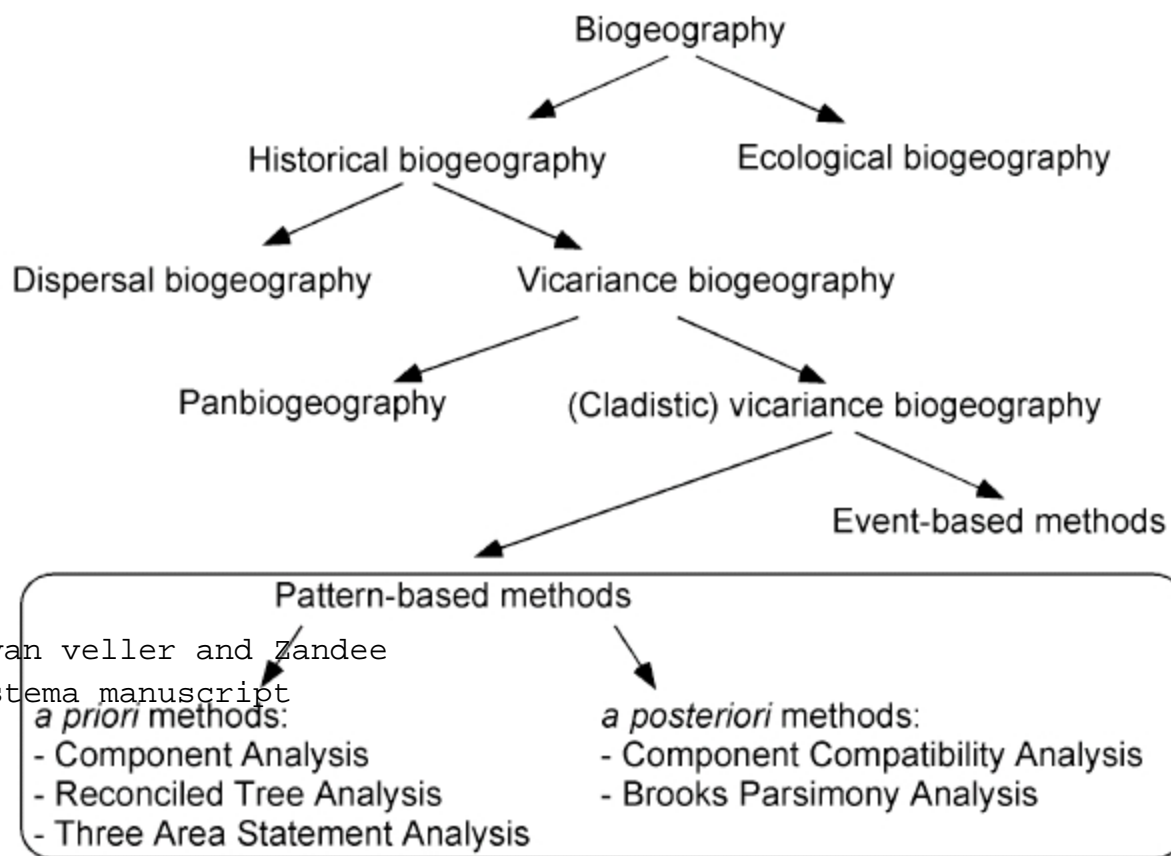 Biogeography
Historical biogeography
Ecological biogeography
Dispersal biogeography
Vicariance biogeography
Panbiogeography
(Cladistic) vicariance biogeography
Event-based methods
Pattern-based methods
van veller and Zandee
stema manuscript
a priori methods:
- Component Analysis
- Reconciled Tree Analysis
- Three Area Statement Analysis
a posteriori methods:
- Component Compatibility Analysis
- Brooks Parsimony Analysis